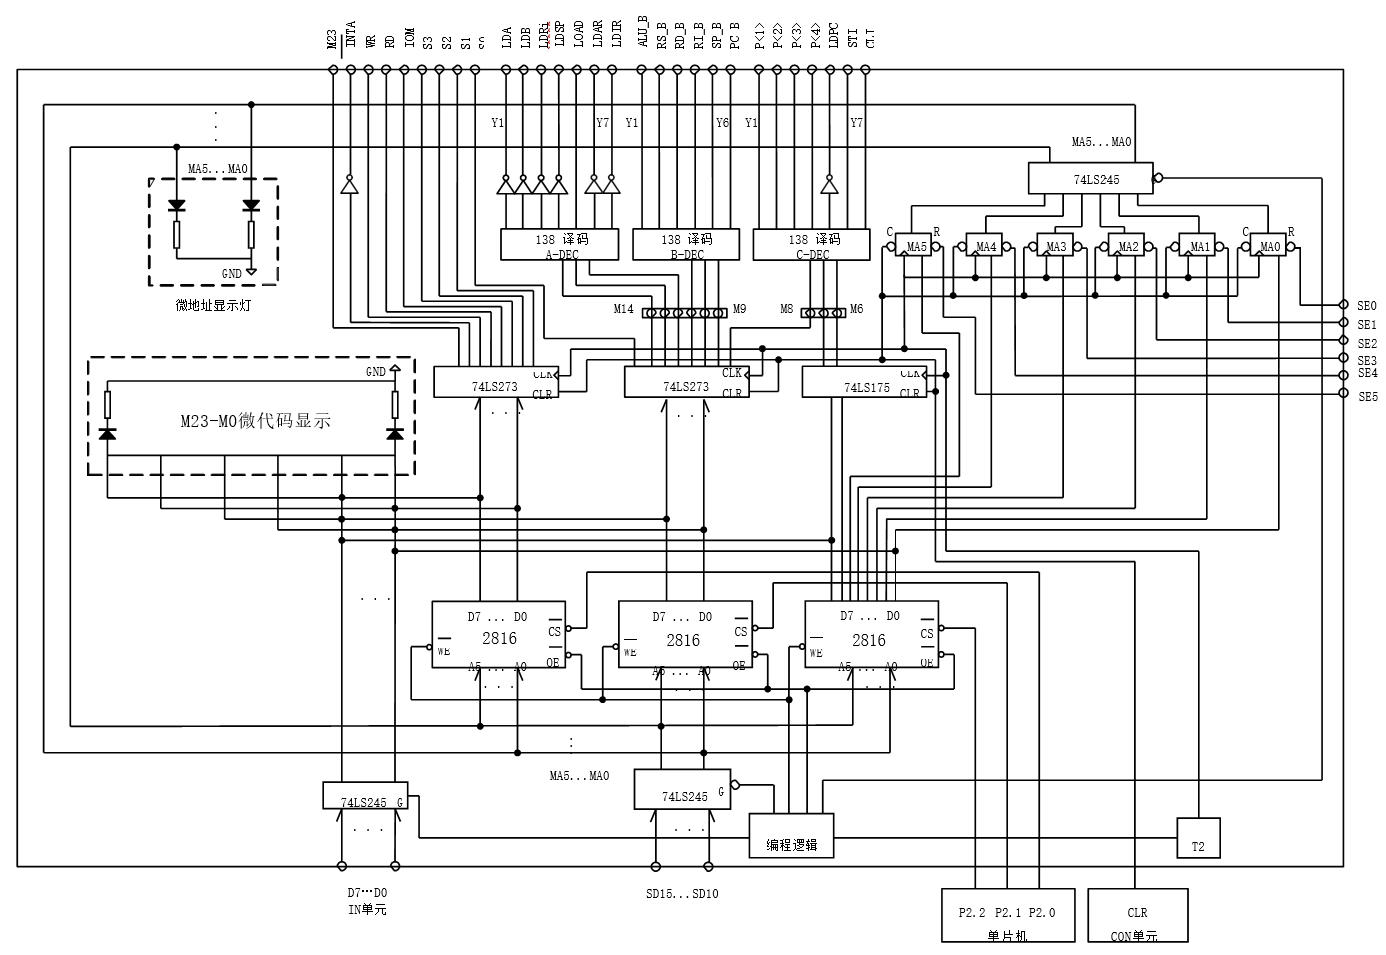 M23 INTA WR RD IOM S3 S2 S1 S0 LDA LDB LDRi LDSP LOAD LDAR LDIR ALU_B RS_B RD_B RI_B SP_B PC_B P<1> P<2> P<3> P<4> LDPC STI CLI
Y1 Y7 Y1 Y6 Y1 Y7
MA5...MA0
MA5...MA0
74LS245
C R C R
138 译码 138 译码 138 译码
A-DEC B-DEC C-DEC
MA5 MA4 MA3 MA2 MA1 MA0
GND
微地址显示灯
M14 M9 M8 M6
SE0
SE1
SE2
SE3
SE4
SE5
GND
74LS273 CLK CLR
74LS273 CLK CLR
74LS175 CLK CLR
M23-M0微代码显示
. . .
. . .
. . .
D7 ... D0 D7 ... D0 D7 ... D0
2816 CS WE OE
2816 CS WE OE
2816 CS WE OE
A5 ... A0 A5 ... A0 A5 ... A0
MA5...MA0
74LS245 G
74LS245 G
. . .
. . .
编程逻辑
T2
D7…D0
IN单元
SD15...SD10
P2.2 P2.1 P2.0
单片机
CLR
CON单元